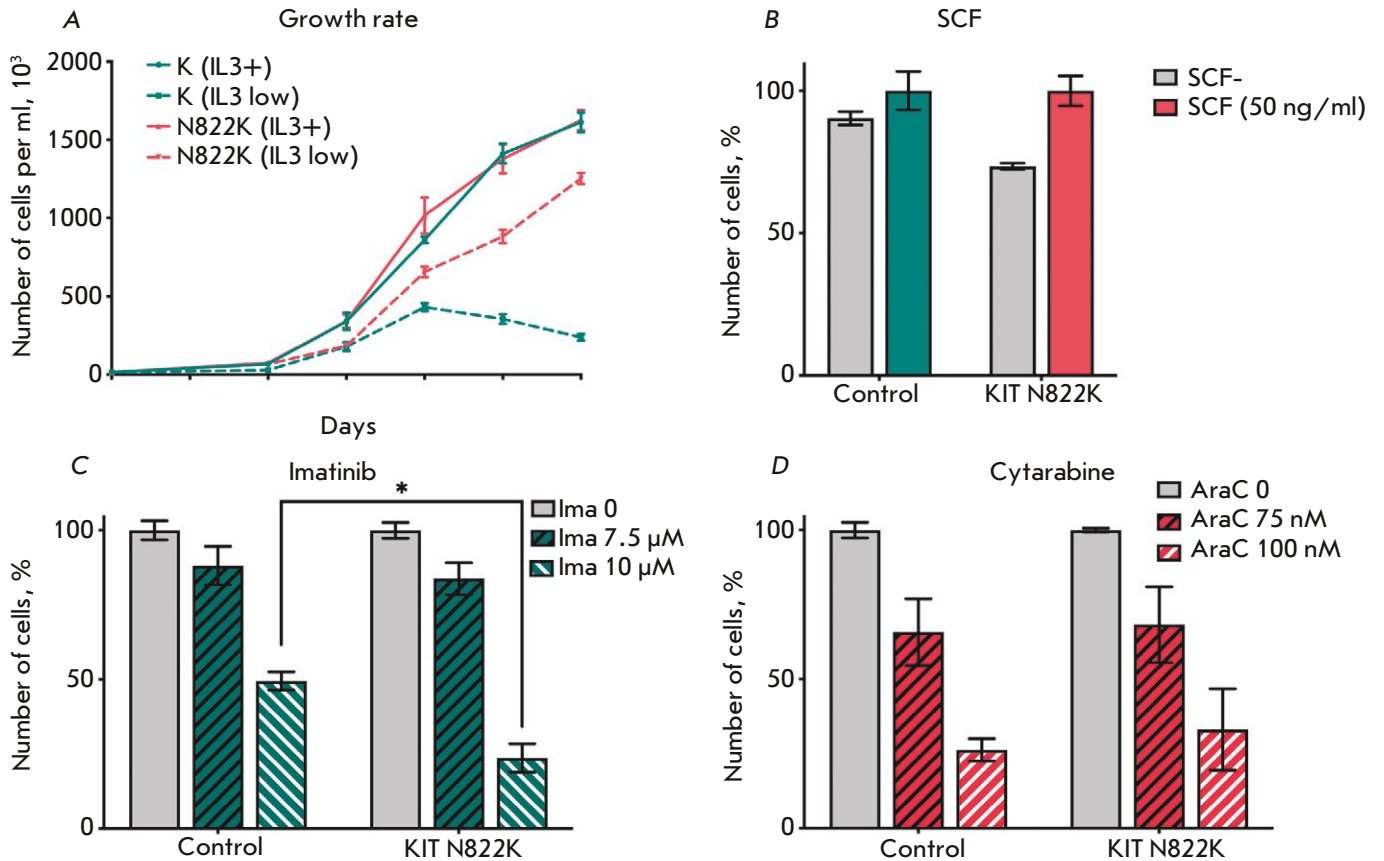 A
Growth rate
Number of cells per ml, 10³
2000
1500
1000
500
0
K (IL3+)
K (IL3 low)
N822K (IL3+)
N822K (IL3 low)
Days
B
SCF
Number of cells, %
100
50
0
SCF-
SCF (50 ng/ml)
Control
KIT N822K
C
Imatinib
*
Number of cells, %
100
50
0
Ima 0
Ima 7.5 µM
Ima 10 µM
Control
KIT N822K
D
Cytarabine
Number of cells, %
100
50
0
AraC 0
AraC 75 nM
AraC 100 nM
Control
KIT N822K